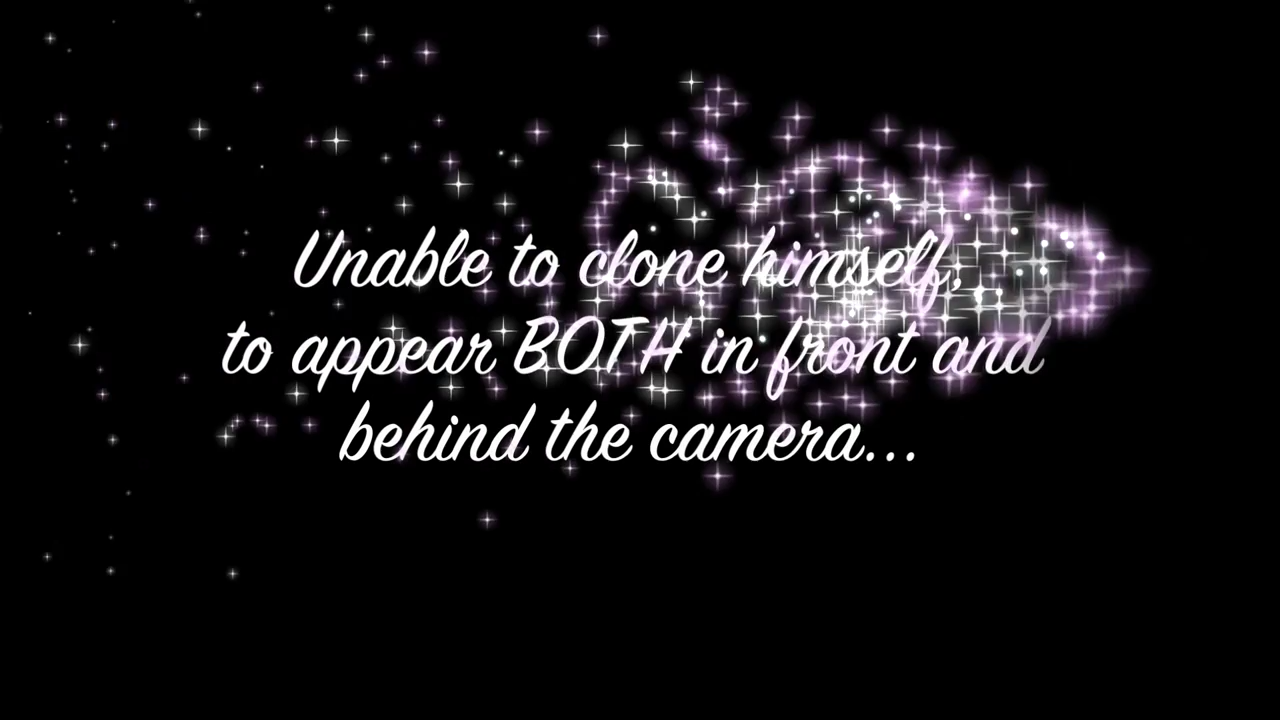 Unable to clone himself,
to appear BOTH in front and
behind the camera...